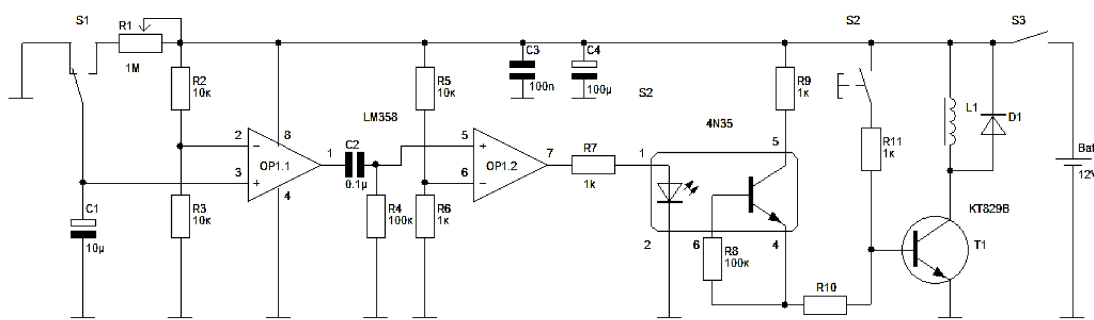 S1
R1
1M
R2
10к
2
3
8
1
4
OP1.1
LM358
C2
0.1µ
R3
10к
C1
10µ
R4
100к
R5
10к
R6
1к
5
6
7
OP1.2
C3
100n
C4
100µ
S2
R7
1k
4N35
1
2
5
6
4
R8
100к
R9
1к
R10
S2
R11
1к
S3
L1
D1
KT829B
T1
Bat
12V